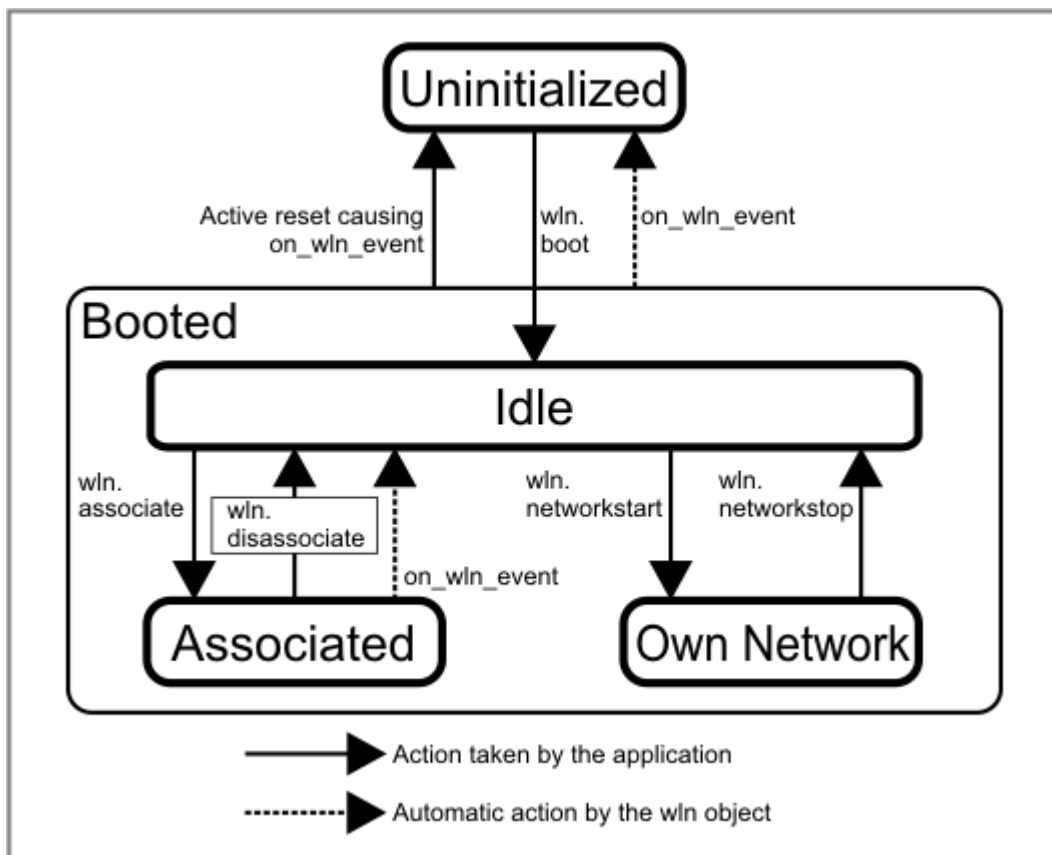 Uninitialized
Active reset causing
on_wln_event
wln.
boot
on_wln_event
Booted
Idle
wln.
associate
wln.
disassociate
on_wln_event
wln.
networkstart
wln.
networkstop
Associated
Own Network
Action taken by the application
Automatic action by the wln object